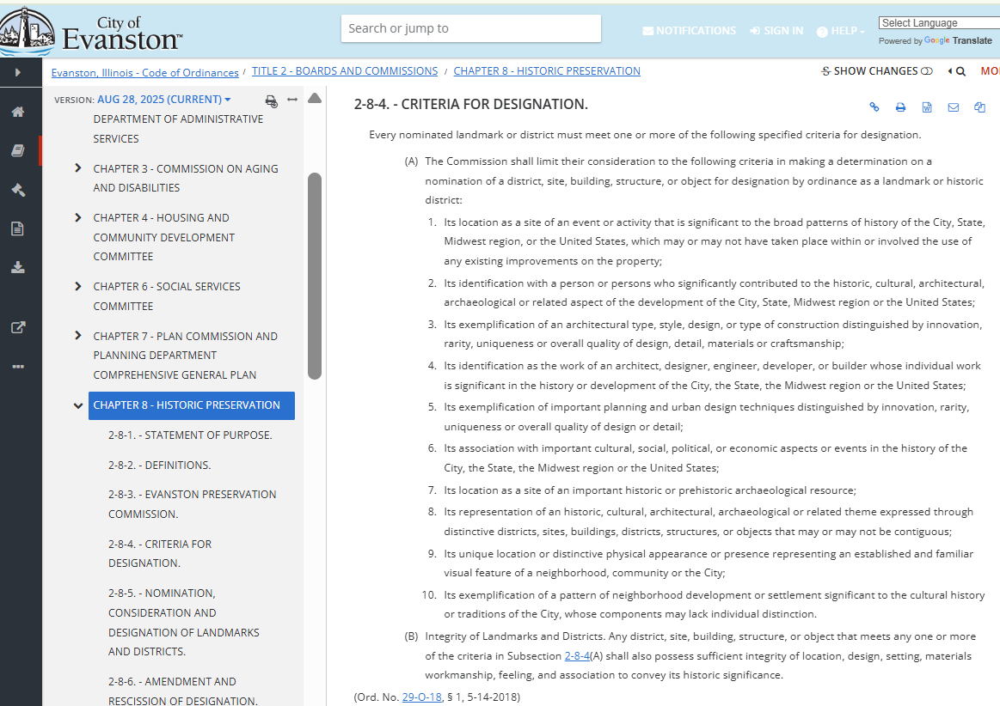 City of
Evanston™
Search or jump to
NOTIFICATIONS
SIGN IN
HELP
Select Language
Powered by Google Translate
Evanston, Illinois - Code of Ordinances / TITLE 2 - BOARDS AND COMMISSIONS / CHAPTER 8 - HISTORIC PRESERVATION
SHOW CHANGES
MO
VERSION: AUG 28, 2025 (CURRENT)
DEPARTMENT OF ADMINISTRATIVE
SERVICES
CHAPTER 3 - COMMISSION ON AGING
AND DISABILITIES
CHAPTER 4 - HOUSING AND
COMMUNITY DEVELOPMENT
COMMITTEE
CHAPTER 6 - SOCIAL SERVICES
COMMITTEE
CHAPTER 7 - PLAN COMMISSION AND
PLANNING DEPARTMENT
COMPREHENSIVE GENERAL PLAN
CHAPTER 8 - HISTORIC PRESERVATION
2-8-1. - STATEMENT OF PURPOSE.
2-8-2. - DEFINITIONS.
2-8-3. - EVANSTON PRESERVATION
COMMISSION.
2-8-4. - CRITERIA FOR
DESIGNATION.
2-8-5. - NOMINATION,
CONSIDERATION AND
DESIGNATION OF LANDMARKS
AND DISTRICTS.
2-8-6. - AMENDMENT AND
RESCISSION OF DESIGNATION.
2-8-4. - CRITERIA FOR DESIGNATION.
Every nominated landmark or district must meet one or more of the following specified criteria for designation.
(A) The Commission shall limit their consideration to the following criteria in making a determination on a
nomination of a district, site, building, structure, or object for designation by ordinance as a landmark or historic
district:
1. Its location as a site of an event or activity that is significant to the broad patterns of history of the City, State,
Midwest region, or the United States, which may or may not have taken place within or involved the use of
any existing improvements on the property;
2. Its identification with a person or persons who significantly contributed to the historic, cultural, architectural,
archaeological or related aspect of the development of the City, State, Midwest region or the United States;
3. Its exemplification of an architectural type, style, design, or type of construction distinguished by innovation,
rarity, uniqueness or overall quality of design, detail, materials or craftsmanship;
4. Its identification as the work of an architect, designer, engineer, developer, or builder whose individual work
is significant in the history or development of the City, the State, the Midwest region or the United States;
5. Its exemplification of important planning and urban design techniques distinguished by innovation, rarity,
uniqueness or overall quality of design or detail;
6. Its association with important cultural, social, political, or economic aspects or events in the history of the
City, the State, the Midwest region or the United States;
7. Its location as a site of an important historic or prehistoric archaeological resource;
8. Its representation of an historic, cultural, architectural, archaeological or related theme expressed through
distinctive districts, sites, buildings, districts, structures, or objects that may or may not be contiguous;
9. Its unique location or distinctive physical appearance or presence representing an established and familiar
visual feature of a neighborhood, community or the City;
10. Its exemplification of a pattern of neighborhood development or settlement significant to the cultural history
or traditions of the City, whose components may lack individual distinction.
(B) Integrity of Landmarks and Districts. Any district, site, building, structure, or object that meets any one or more
of the criteria in Subsection 2-8-4(A) shall also possess sufficient integrity of location, design, setting, materials
workmanship, feeling, and association to convey its historic significance.
(Ord. No. 29-O-18, § 1, 5-14-2018)